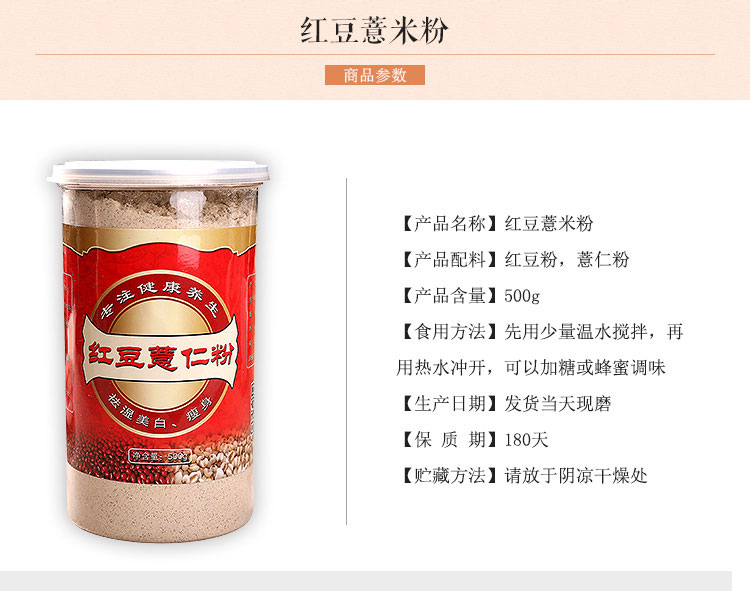 红豆薏米粉
商品参数
专注健康养生
红豆薏仁粉
祛湿美白、瘦身
净含量：500g
【产品名称】红豆薏米粉
【产品配料】红豆粉，薏仁粉
【产品含量】500g
【食用方法】先用少量温水搅拌，再
用热水冲开，可以加糖或蜂蜜调味
【生产日期】发货当天现磨
【保 质 期】180天
【贮藏方法】请放于阴凉干燥处